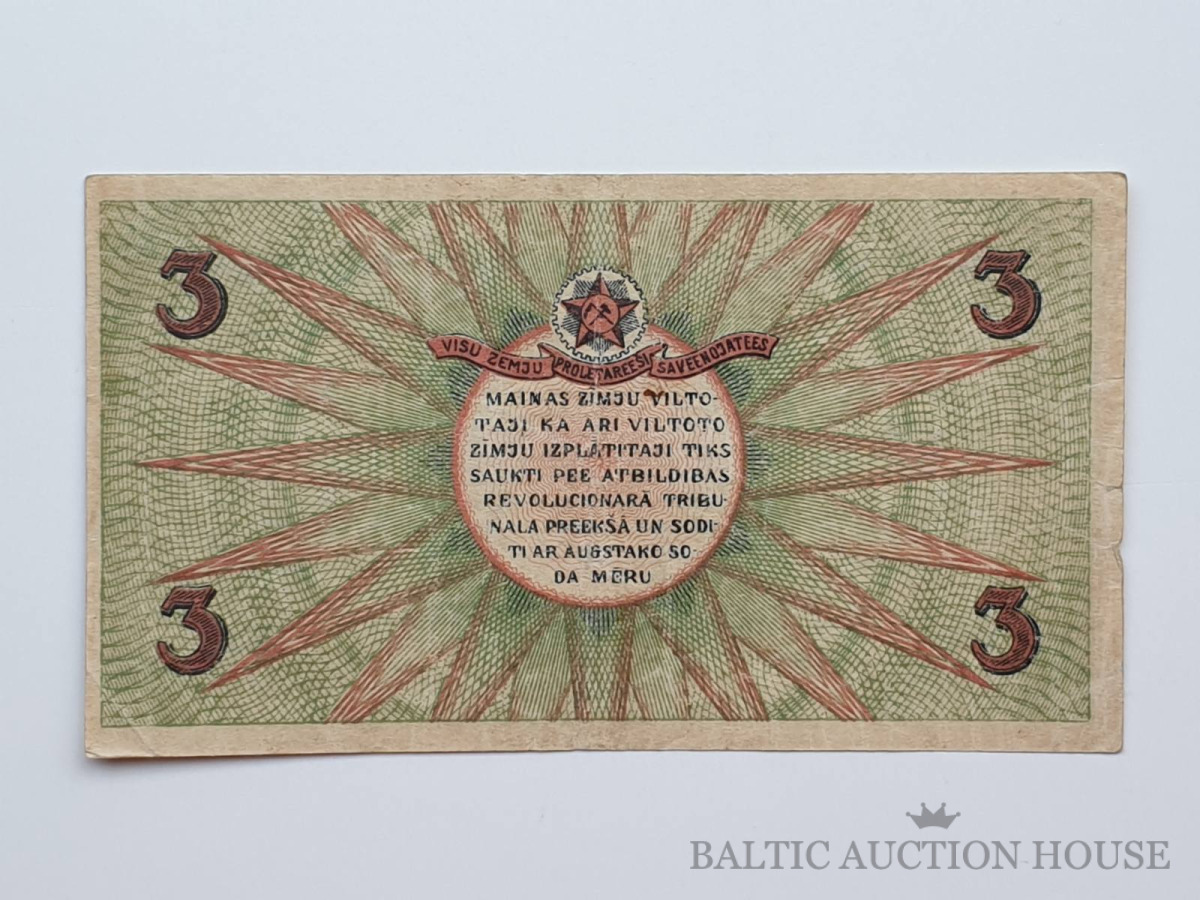 3
3
VISU ZEMJU PROLETAREEŠI SAVEENOJATEES
MAIŅAS ZĪMJU VILTO-
TAJI KA ARI VILTOTO
ZĪMJU IZPLATITAJI TIKS
SAUKTI PEE ATBILDIBAS
REVOLUCIONARĀ TRIBU-
NALA PREEKŠĀ UN SODI-
TI AR AUGSTAKO SO-
DA MĒRU
3
3
BALTIC AUCTION HOUSE